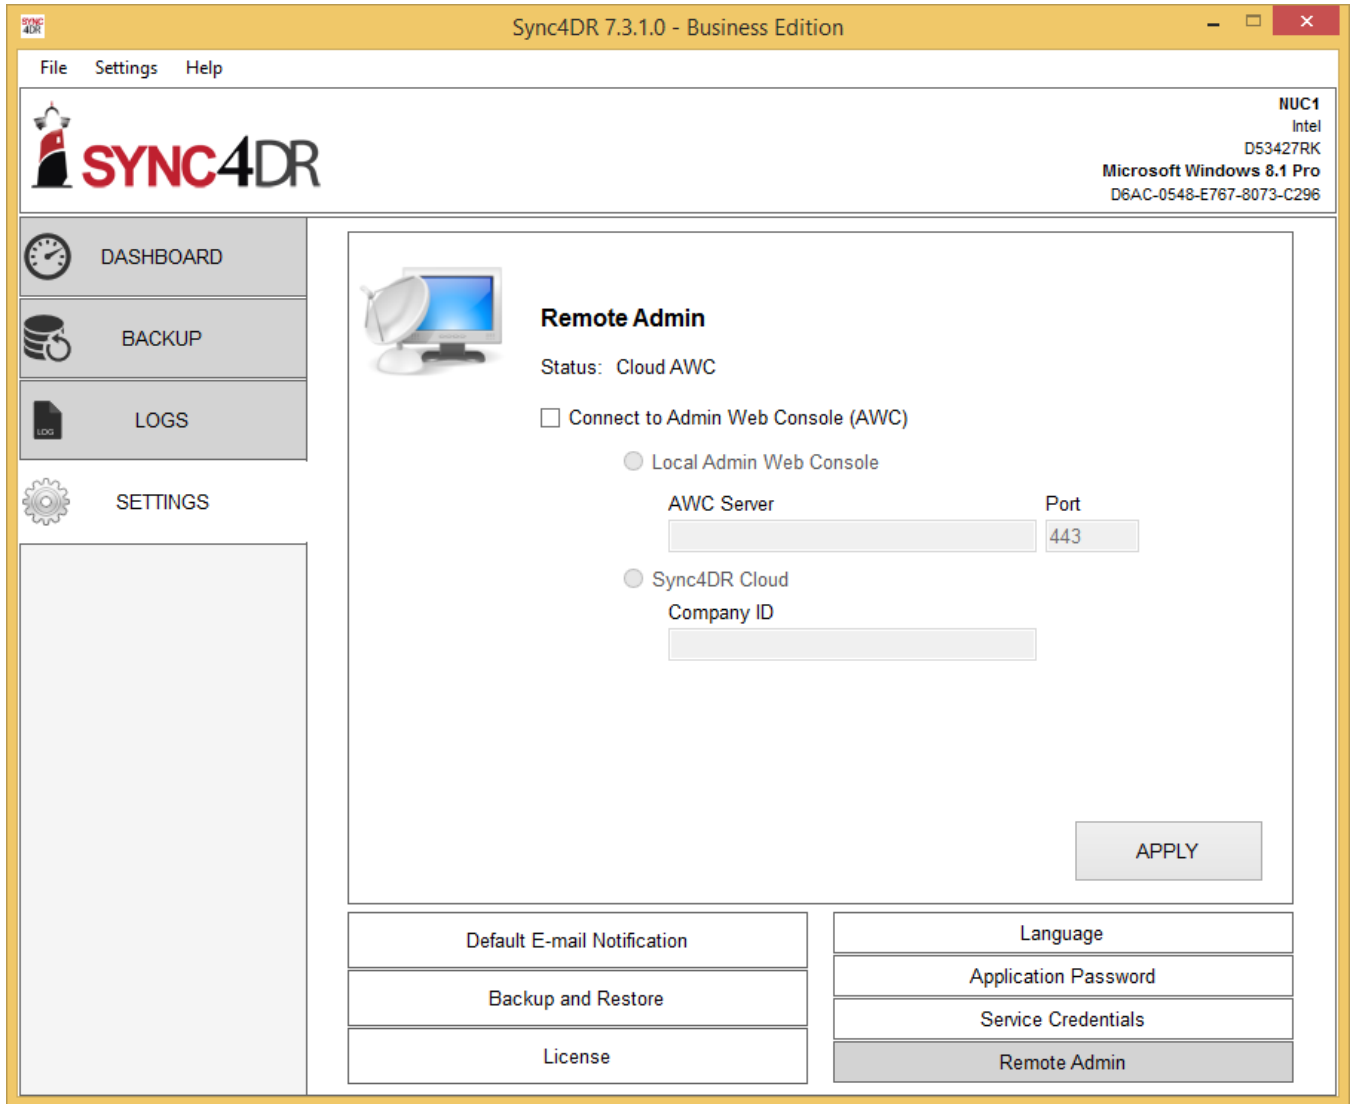 SYNC
4DR
Sync4DR 7.3.1.0 - Business Edition
File Settings Help
SYNC4DR
NUC1
Intel
D53427RK
Microsoft Windows 8.1 Pro
D6AC-0548-E767-8073-C296
DASHBOARD
BACKUP
LOG
LOGS
SETTINGS
Remote Admin
Status: Cloud AWC
Connect to Admin Web Console (AWC)
Local Admin Web Console
AWC Server Port
443
Sync4DR Cloud
Company ID
APPLY
Default E-mail Notification
Backup and Restore
License
Language
Application Password
Service Credentials
Remote Admin